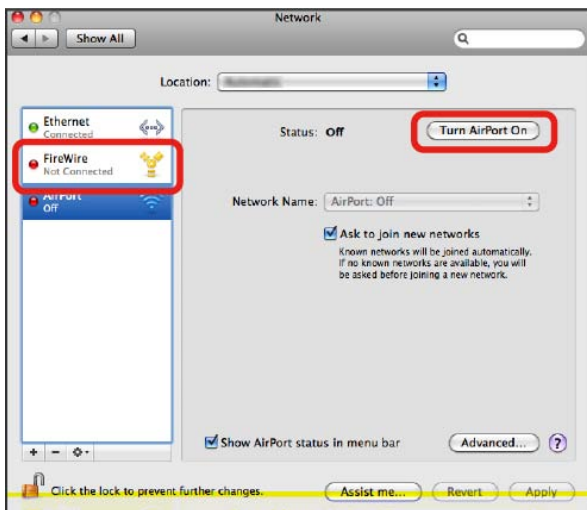 Network
Show All
Location:
Ethernet
Connected
FireWire
Not Connected
AirPort
Off
Status: Off
Turn AirPort On
Network Name: AirPort: Off
Ask to join new networks
Known networks will be joined automatically.
If no known networks are available, you will
be asked before joining a new network.
Show AirPort status in menu bar
Advanced... ?
+ -
Click the lock to prevent further changes.
Assist me... Revert Apply